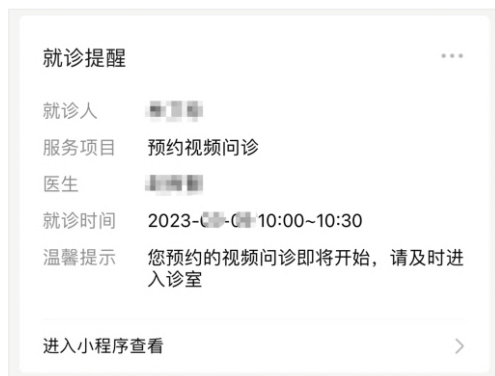 就诊提醒
就诊人
服务项目 预约视频问诊
医生
就诊时间 2023- - 10:00~10:30
温馨提示 您预约的视频问诊即将开始，请及时进
入诊室
进入小程序查看